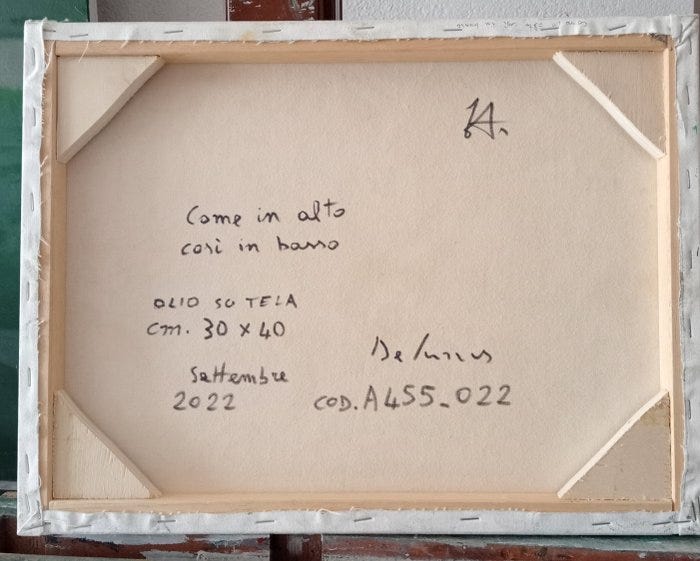 Come in alto
così in basso
OLIO SU TELA
cm. 30 x 40
Settembre
2022
COD. A455_022